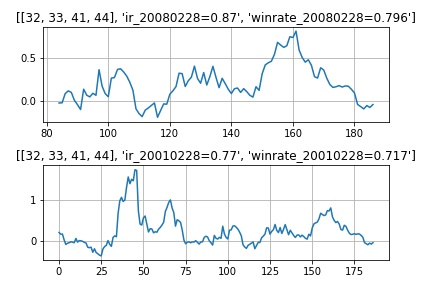 [[32, 33, 41, 44], 'ir_20080228=0.87', 'winrate_20080228=0.796']
0.5
0.0
80 100 120 140 160 180
[[32, 33, 41, 44], 'ir_20010228=0.77', 'winrate_20010228=0.717']
1
0
0 25 50 75 100 125 150 175